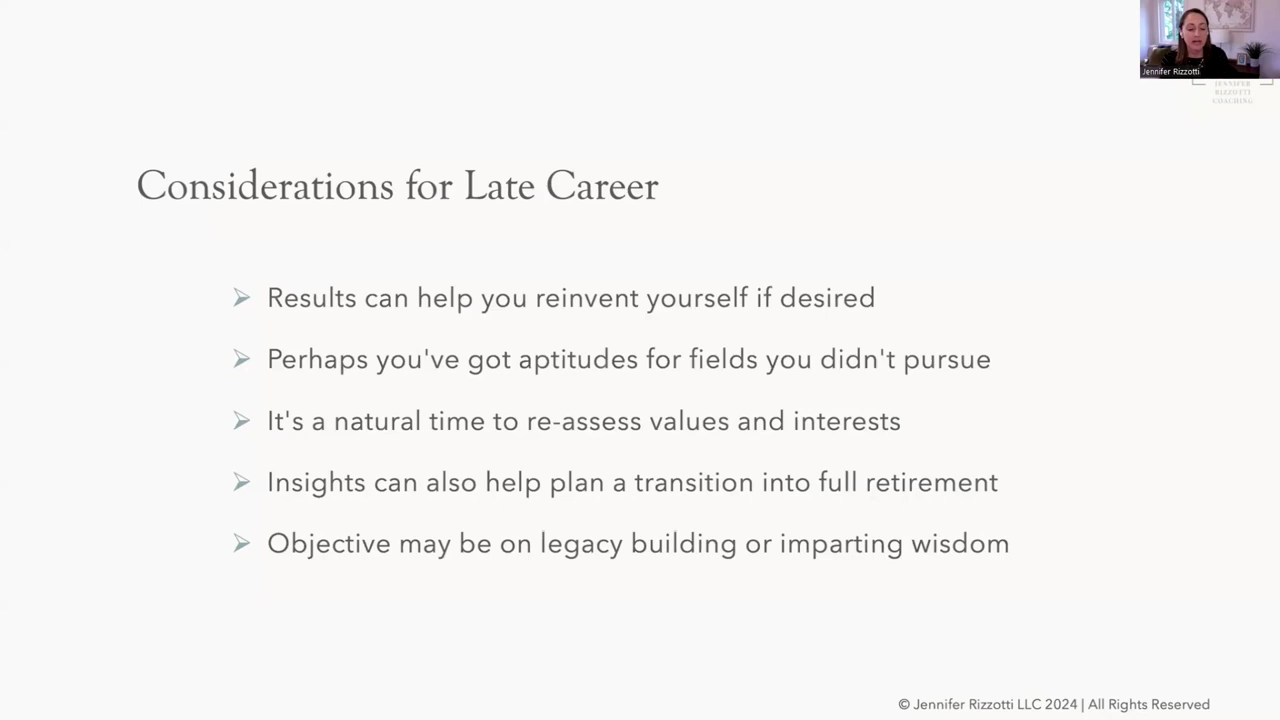 Jennifer Rizzotti
JENNIFER
RIZZOTTI
COACHING
Considerations for Late Career
Results can help you reinvent yourself if desired
Perhaps you've got aptitudes for fields you didn't pursue
It's a natural time to re-assess values and interests
Insights can also help plan a transition into full retirement
Objective may be on legacy building or imparting wisdom
© Jennifer Rizzotti LLC 2024 | All Rights Reserved